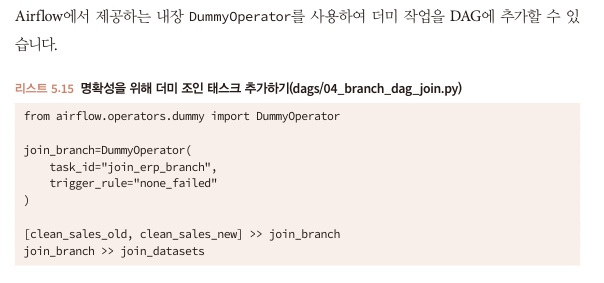 Airflow에서 제공하는 내장 DummyOperator를 사용하여 더미 작업을 DAG에 추가할 수 있
습니다.
리스트 5.15 명확성을 위해 더미 조인 태스크 추가하기(dags/04_branch_dag_join.py)
from airflow.operators.dummy import DummyOperator
join_branch=DummyOperator(
    task_id="join_erp_branch",
    trigger_rule="none_failed"
)
[clean_sales_old, clean_sales_new] >> join_branch
join_branch >> join_datasets